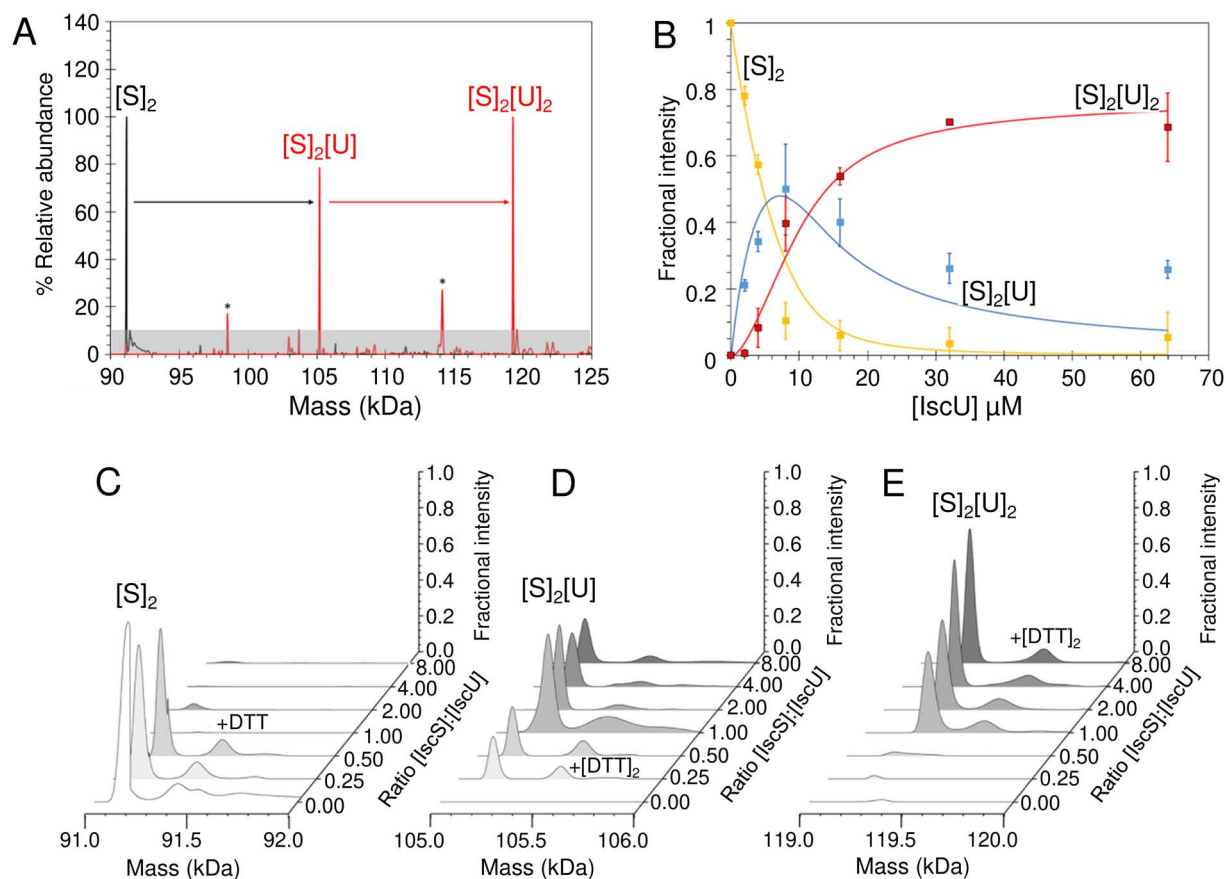 A
140
120
100
80
60
40
20
0
% Relative abundance
[S]₂
[S]₂[U]
[S]₂[U]₂
*
*
90 95 100 105 110 115 120 125
Mass (kDa)
B
1
0.8
0.6
0.4
0.2
0
Fractional intensity
[S]₂
[S]₂[U]₂
[S]₂[U]
0 10 20 30 40 50 60 70
[IscU] µM
C
[S]₂
+DTT
1.0
0.8
0.6
0.4
0.2
0.0
Fractional intensity
8.00
4.00
2.00
1.00
0.50
0.25
0.00
Ratio [IscS]:[IscU]
91.0 91.5 92.0
Mass (kDa)
D
[S]₂[U]
+[DTT]₂
1.0
0.8
0.6
0.4
0.2
0.0
Fractional intensity
8.00
4.00
2.00
1.00
0.50
0.25
0.00
Ratio [IscS]:[IscU]
105.0 105.5 106.0
Mass (kDa)
E
[S]₂[U]₂
+[DTT]₂
1.0
0.8
0.6
0.4
0.2
0.0
Fractional intensity
8.00
4.00
2.00
1.00
0.50
0.25
0.00
Ratio [IscS]:[IscU]
119.0 119.5 120.0
Mass (kDa)